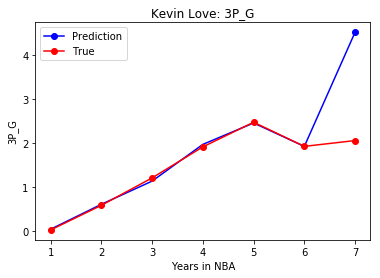 Kevin Love: 3P_G
Prediction
True
4
3
2
1
0
3P_G
1 2 3 4 5 6 7
Years in NBA